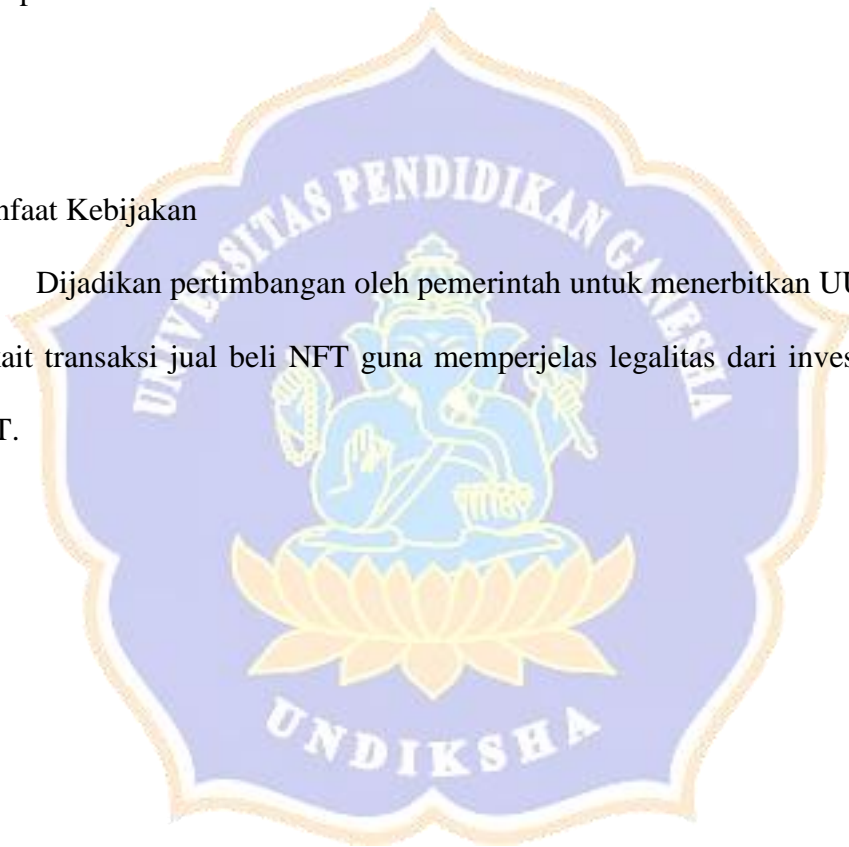 nfaat Kebijakan
Dijadikan pertimbangan oleh pemerintah untuk menerbitkan UU
ait transaksi jual beli NFT guna memperjelas legalitas dari inves
T.
UNIVERSITAS PENDIDIKAN GANESHA
UNDIKSHA